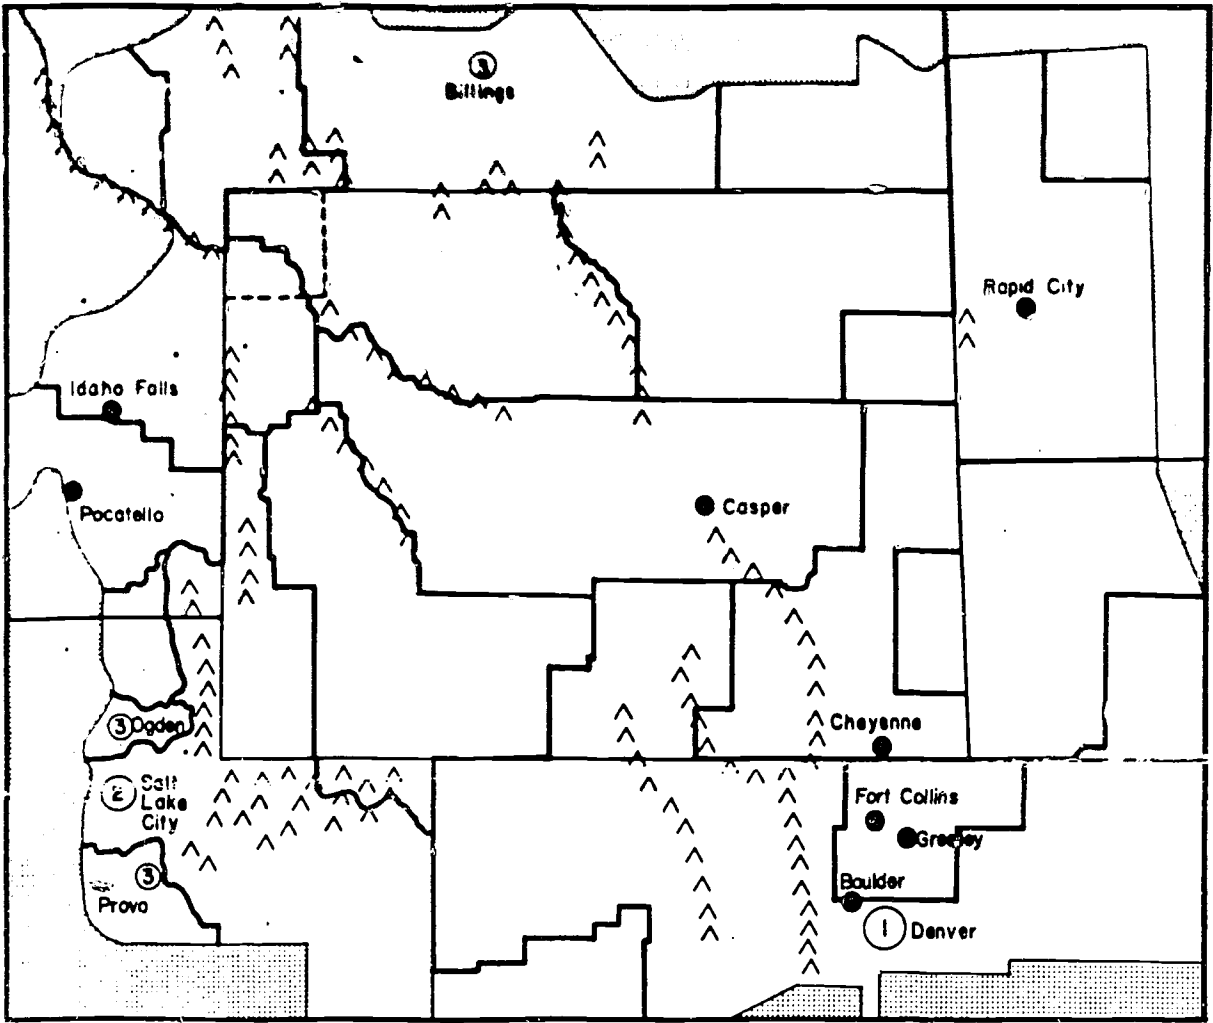 3
Billings
Rapid City
Idaho Falls
Pocatello
Casper
3 Ogden
Cheyenne
2 Salt
Lake
City
Fort Collins
Greeley
3
Provo
Boulder
1 Denver